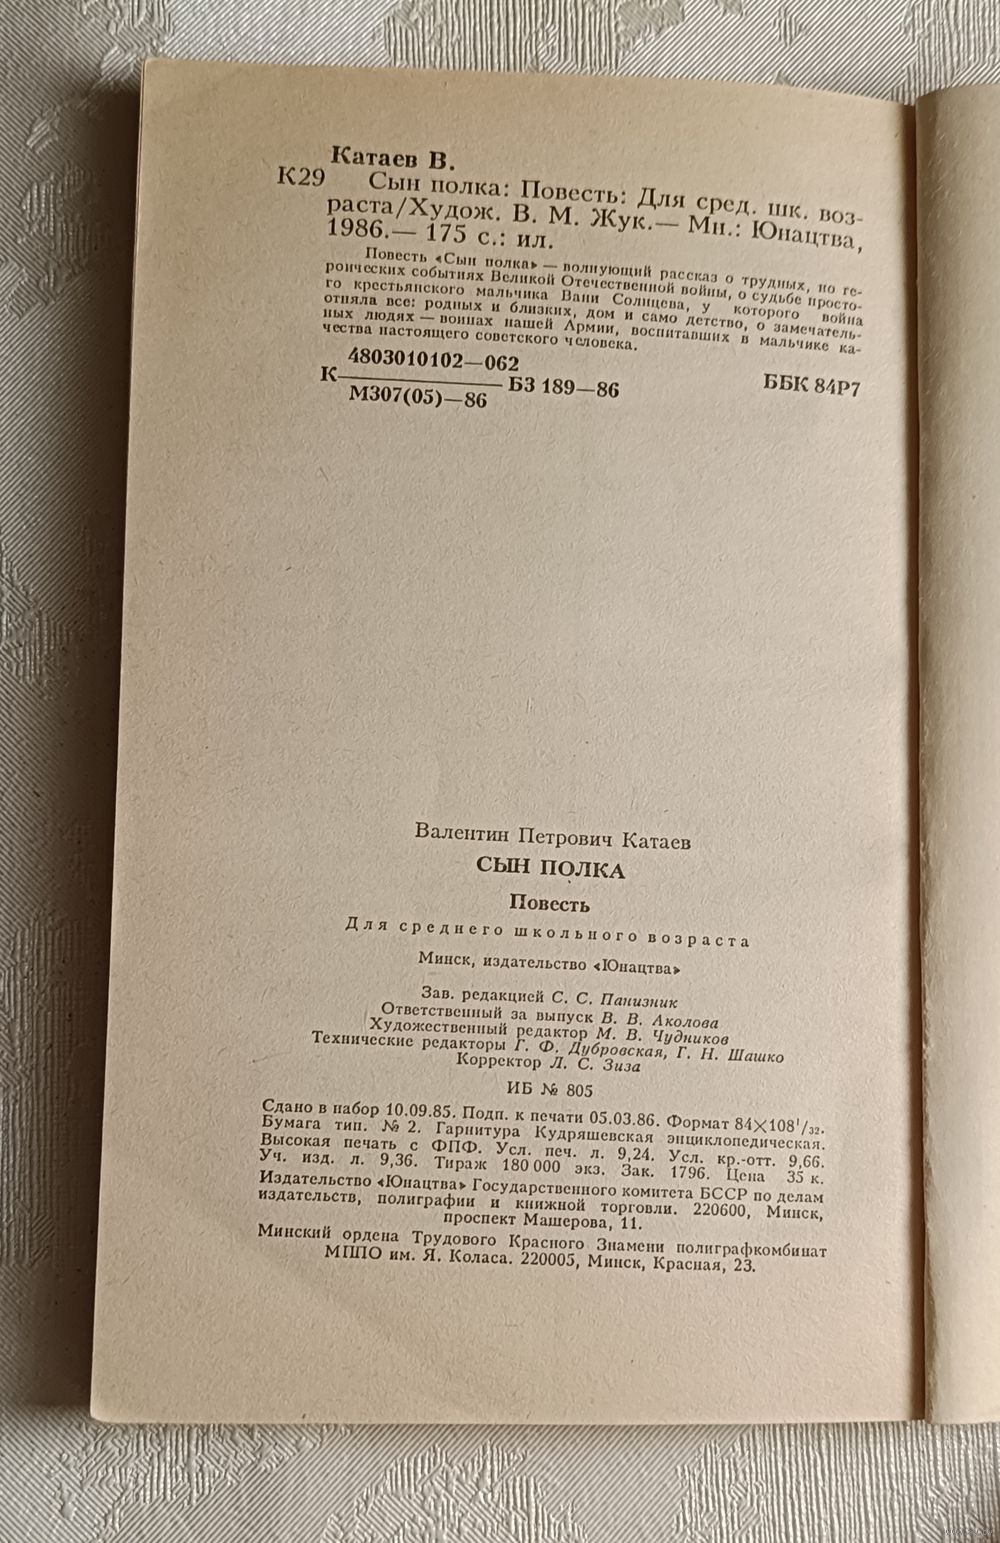 Катаев В.
К29 Сын полка: Повесть: Для сред. шк. воз-
раста/Худож. В. М. Жук.— Мн.: Юнацтва,
1986.— 175 с.: ил.
Повесть «Сын полка» — волнующий рассказ о трудных, но ге-
роических событиях Великой Отечественной войны, о судьбе просто-
го крестьянского мальчика Вани Солнцева, у которого война
отняла все: родных и близких, дом и само детство, о замечатель-
ных людях — воинах нашей Армии, воспитавших в мальчике ка-
чества настоящего советского человека.
4803010102—062
К БЗ 189—86 ББК 84Р7
М307(05)—86
Валентин Петрович Катаев
СЫН ПОЛКА
Повесть
Для среднего школьного возраста
Минск, издательство «Юнацтва»
Зав. редакцией С. С. Панизник
Ответственный за выпуск В. В. Аколова
Художественный редактор М. В. Чудников
Технические редакторы Г. Ф. Дубровская, Г. Н. Шашко
Корректор Л. С. Зиза
ИБ № 805
Сдано в набор 10.09.85. Подп. к печати 05.03.86. Формат 84×108¹/₃₂.
Бумага тип. № 2. Гарнитура Кудряшевская энциклопедическая.
Высокая печать с ФПФ. Усл. печ. л. 9,24. Усл. кр.-отт. 9,66.
Уч. изд. л. 9,36. Тираж 180 000 экз. Зак. 1796. Цена 35 к.
Издательство «Юнацтва» Государственного комитета БССР по делам
издательств, полиграфии и книжной торговли. 220600, Минск,
проспект Машерова, 11.
Минский ордена Трудового Красного Знамени полиграфкомбинат
МППО им. Я. Коласа. 220005, Минск, Красная, 23.